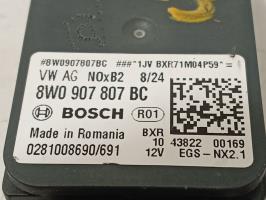 #8W0907807BC ###*1JV BXR71M04P59*=
VW AG NOxB2 8/24
8W0 907 807 BC
BOSCH R01
Made in Romania BXR 43822 00169
0281008690/691 10 12V EGS-NX2.1